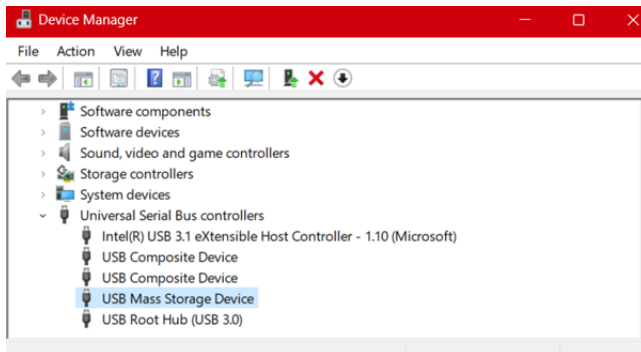 Device Manager
File Action View Help
Software components
Software devices
Sound, video and game controllers
Storage controllers
System devices
Universal Serial Bus controllers
Intel(R) USB 3.1 eXtensible Host Controller - 1.10 (Microsoft)
USB Composite Device
USB Composite Device
USB Mass Storage Device
USB Root Hub (USB 3.0)